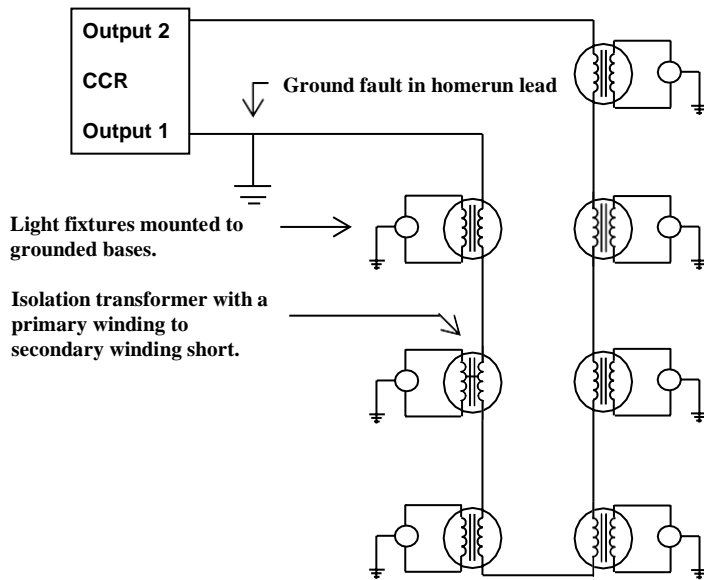 Output 2
CCR
Ground fault in homerun lead
Output 1
Light fixtures mounted to
grounded bases.
Isolation transformer with a
primary winding to
secondary winding short.